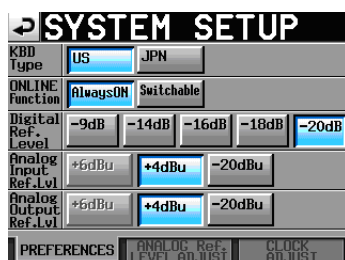 SYSTEM SETUP
KBD Type US JPN
ONLINE Function AlwaysON Switchable
Digital Ref. Level -9dB -14dB -16dB -18dB -20dB
Analog Input Ref.Lvl +6dBu +4dBu -20dBu
Analog Output Ref.Lvl +6dBu +4dBu -20dBu
PREFERENCES ANALOG Ref. LEVEL ADJUST CLOCK ADJUST